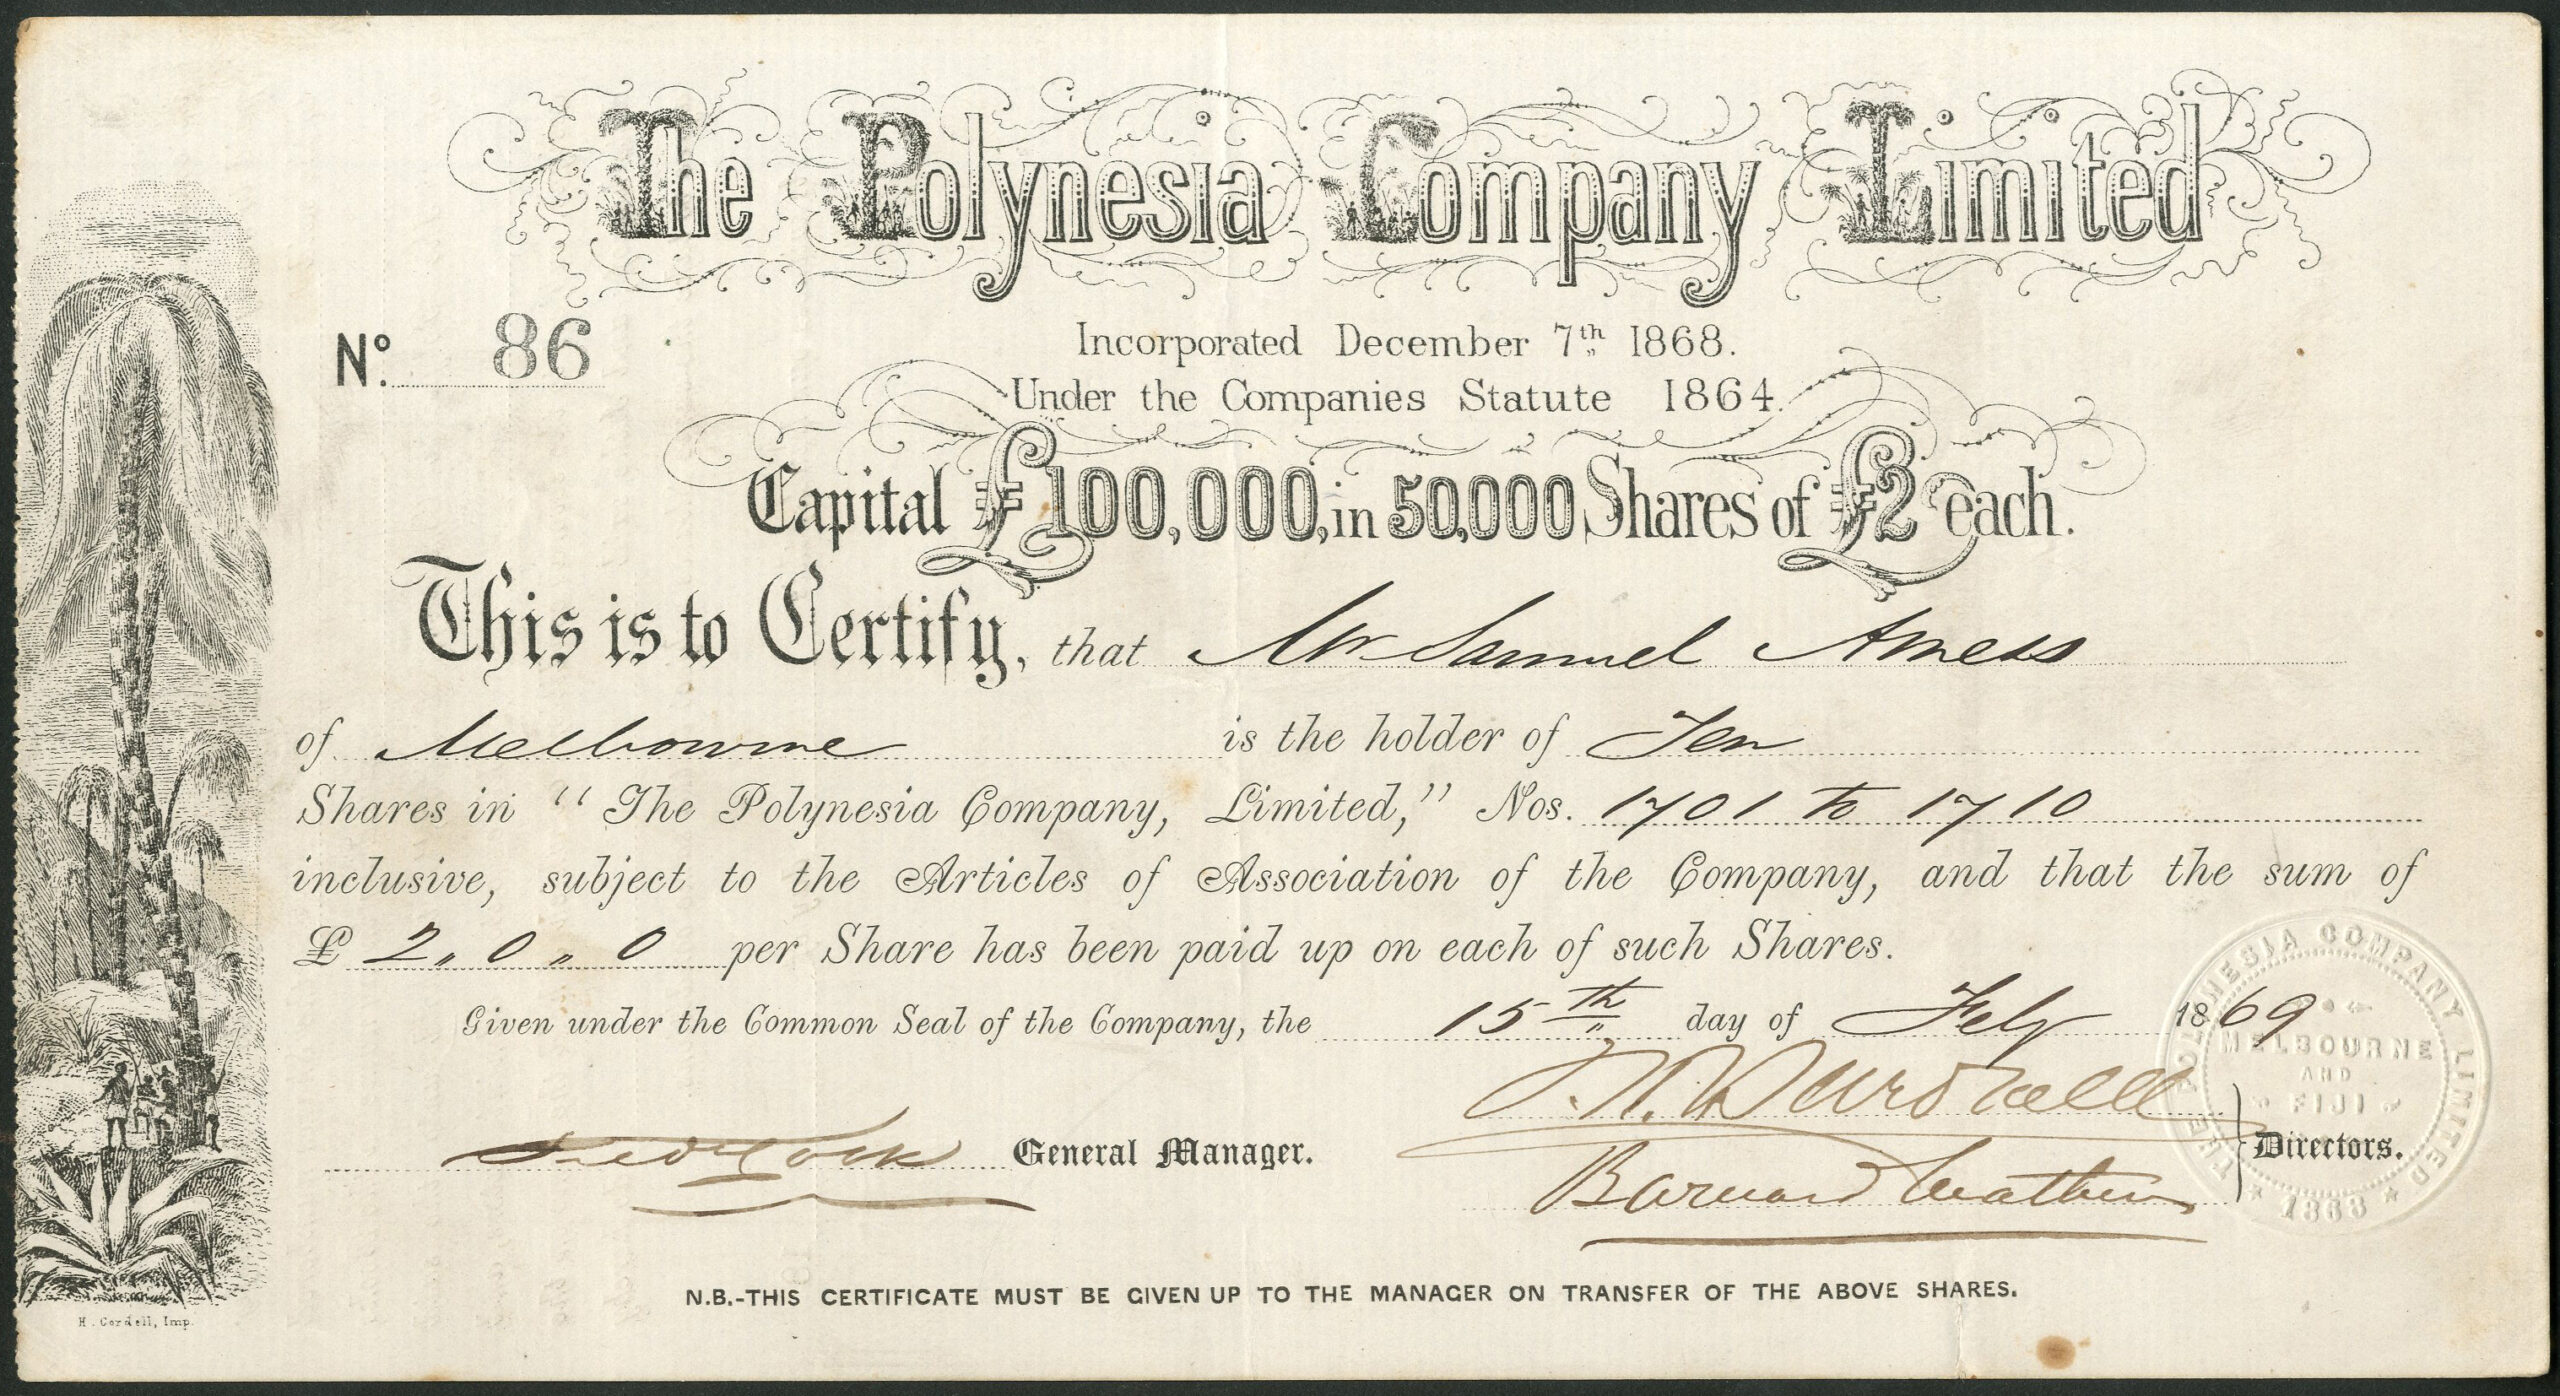 The Polynesia Company Limited
No. 86
Incorporated December 7th 1868.
Under the Companies Statute 1864.
Capital £100,000, in 50,000 Shares of £2 each.
This is to Certify, that Mr Samuel Amess
of Melbourne is the holder of Ten
Shares in "The Polynesia Company, Limited," Nos. 1701 to 1710
inclusive, subject to the Articles of Association of the Company, and that the sum of
£ 2 " 0 " 0 per Share has been paid up on each of such Shares.
Given under the Common Seal of the Company, the 15th day of Feby 1869
General Manager.
Barnard
Directors.
THE POLYNESIA COMPANY LIMITED
MELBOURNE
AND
FIJI
1868
N.B.-THIS CERTIFICATE MUST BE GIVEN UP TO THE MANAGER ON TRANSFER OF THE ABOVE SHARES.
H. Cordell, Imp.